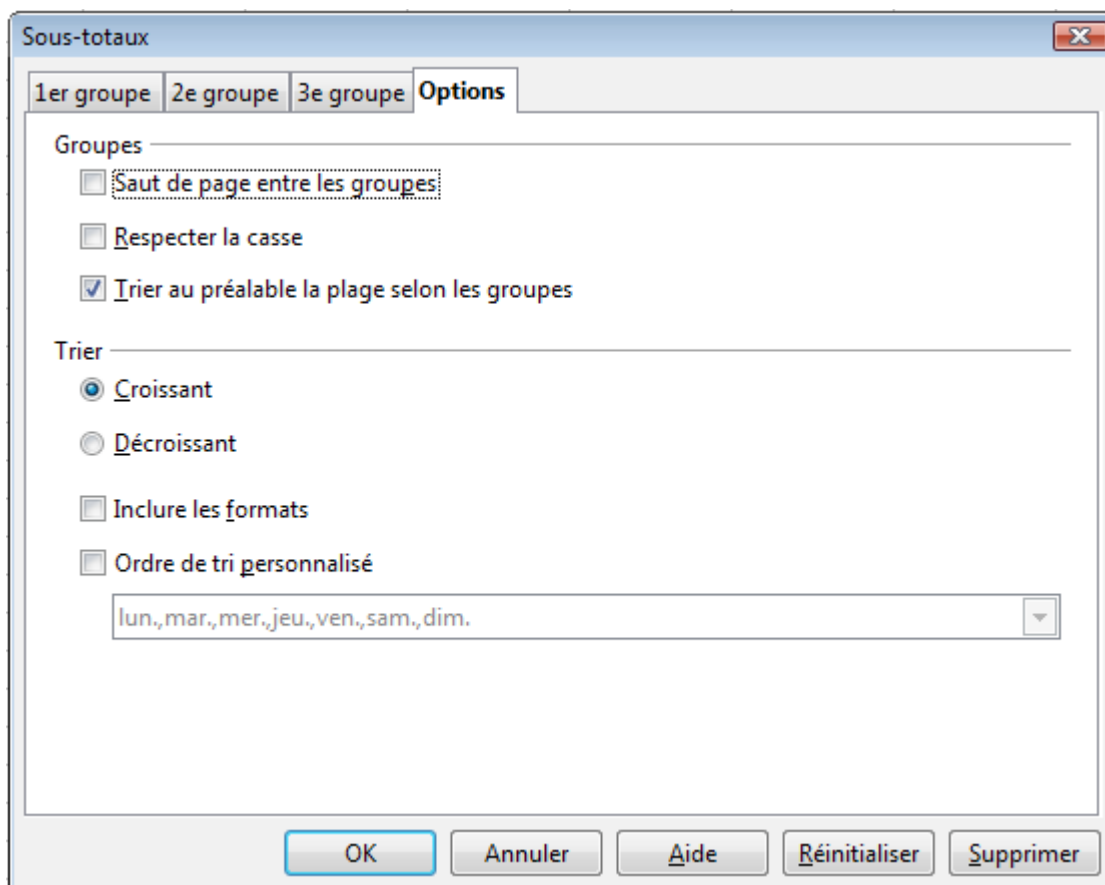 Sous-totaux
1er groupe 2e groupe 3e groupe Options
Groupes
Saut de page entre les groupes
Respecter la casse
Trier au préalable la plage selon les groupes
Trier
Croissant
Décroissant
Inclure les formats
Ordre de tri personnalisé
lun.,mar.,mer.,jeu.,ven.,sam.,dim.
OK Annuler Aide Réinitialiser Supprimer